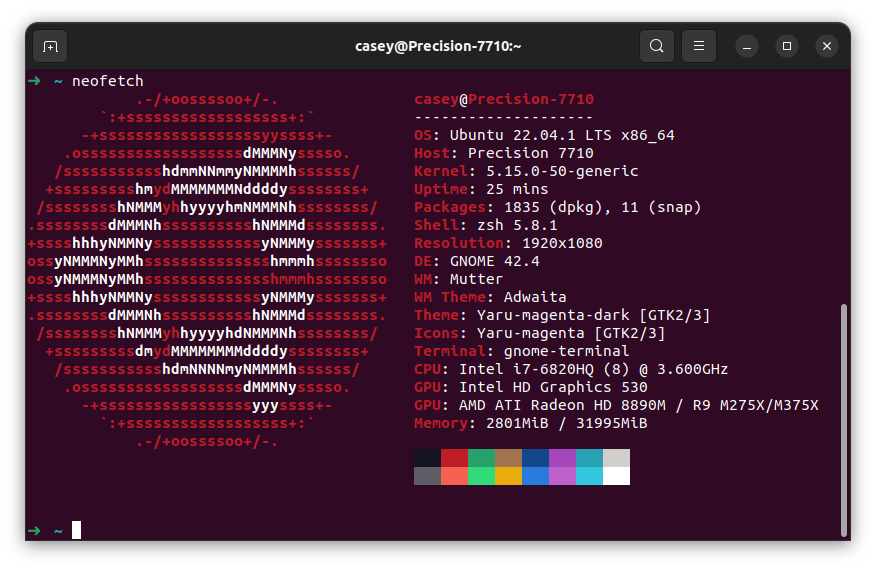 casey@Precision-7710:~
➜  ~ neofetch
            .-/+oossssoo+/-.               casey@Precision-7710
        `:+ssssssssssssssssss+:`           --------------------
      -+ssssssssssssssssssyyssss+-         OS: Ubuntu 22.04.1 LTS x86_64
    .ossssssssssssssssssdMMMNysssso.       Host: Precision 7710
   /ssssssssssshdmmNNmmyNMMMMhssssss/      Kernel: 5.15.0-50-generic
  +ssssssssshmydMMMMMMMNddddyssssssss+     Uptime: 25 mins
 /sssssssshNMMMyhhyyyyhmNMMMNhssssssss/    Packages: 1835 (dpkg), 11 (snap)
.ssssssssdMMMNhsssssssssshNMMMdssssssss.   Shell: zsh 5.8.1
+sssshhhyNMMNyssssssssssssyNMMMysssssss+   Resolution: 1920x1080
ossyNMMMNyMMhsssssssssssssshmmmhssssssso   DE: GNOME 42.4
ossyNMMMNyMMhsssssssssssssshmmmhssssssso   WM: Mutter
+sssshhhyNMMNyssssssssssssyNMMMysssssss+   WM Theme: Adwaita
.ssssssssdMMMNhsssssssssshNMMMdssssssss.   Theme: Yaru-magenta-dark [GTK2/3]
 /sssssssshNMMMyhhyyyyhdNMMMNhssssssss/    Icons: Yaru-magenta [GTK2/3]
  +sssssssssdmydMMMMMMMMddddyssssssss+     Terminal: gnome-terminal
   /ssssssssssshdmNNNNmyNMMMMhssssss/      CPU: Intel i7-6820HQ (8) @ 3.600GHz
    .ossssssssssssssssssdMMMNysssso.       GPU: Intel HD Graphics 530
      -+sssssssssssssssssyyyssss+-         GPU: AMD ATI Radeon HD 8890M / R9 M275X/M375X
        `:+ssssssssssssssssss+:`           Memory: 2801MiB / 31995MiB
            .-/+oossssoo+/-.
➜  ~